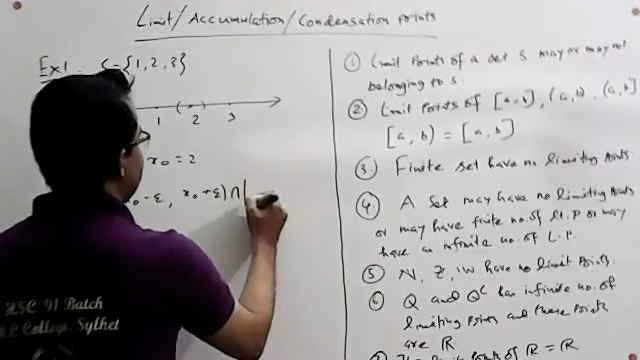 Limit/Accumulation/Condensation points
Ex1. S = {1, 2, 3}
1 2 3
x₀ = 2
x₀ - ε, x₀ + ε) ∩
① Limit Points of a set S may or may not
belonging to S.
② Limit Points of [a, b], (a, b), (a, b]
[a, b) = [a, b]
③. Finite set have no limiting
④. A Set may have no limiting
or may have finite no. of Lt. P or may
have an infinite no. of L.P.
⑤ N, Z, W have no limit Points
⑥ Q and Qᶜ has infinite no. of
limiting Points and these Points
are R
Points of R = R
HSC 91 Batch
College, Sylhet